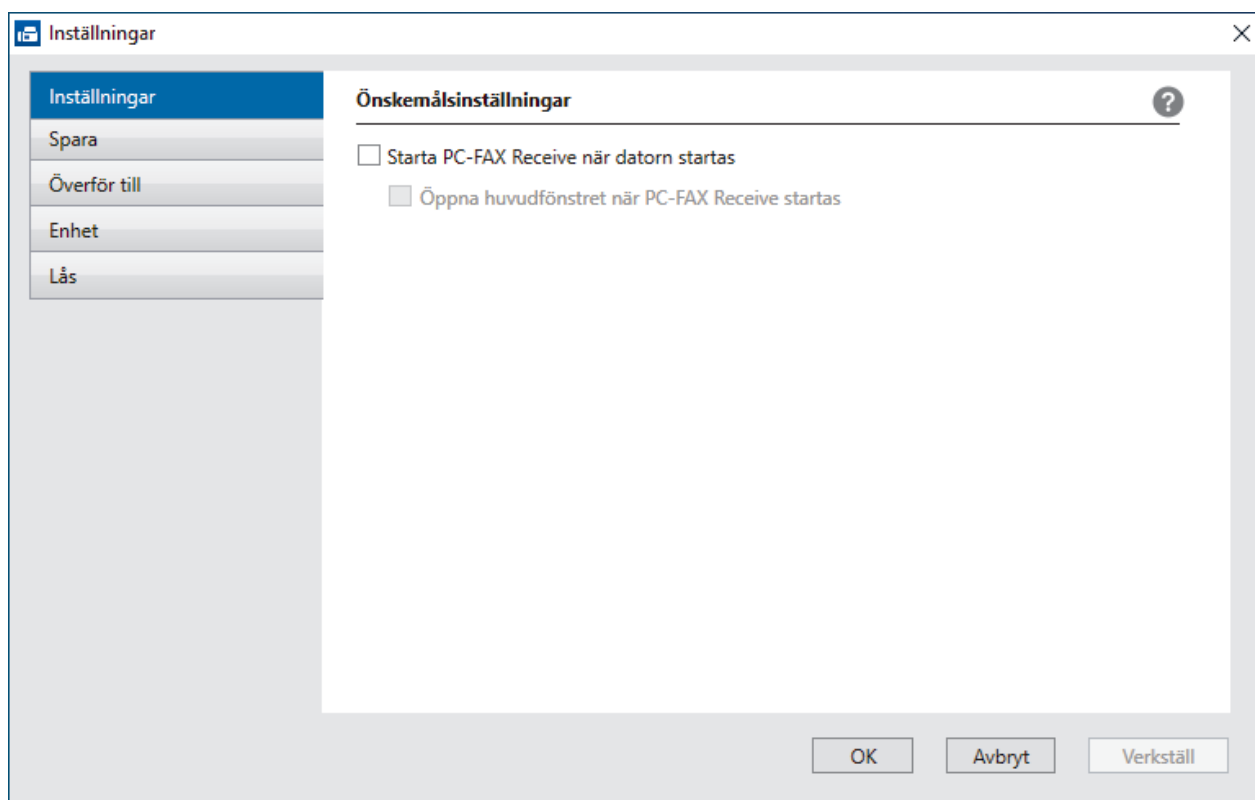 Inställningar
Inställningar
Spara
Överför till
Enhet
Lås
Önskemålsinställningar
?
Starta PC-FAX Receive när datorn startas
Öppna huvudfönstret när PC-FAX Receive startas
OK
Avbryt
Verkställ